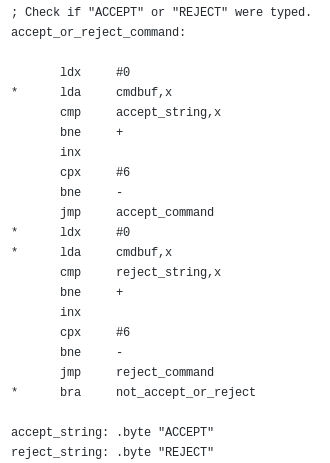 ; Check if "ACCEPT" or "REJECT" were typed.
accept_or_reject_command:
ldx #0
* lda cmdbuf,x
cmp accept_string,x
bne +
inx
cpx #6
bne -
jmp accept_command
* ldx #0
* lda cmdbuf,x
cmp reject_string,x
bne +
inx
cpx #6
bne -
jmp reject_command
* bra not_accept_or_reject
accept_string: .byte "ACCEPT"
reject_string: .byte "REJECT"